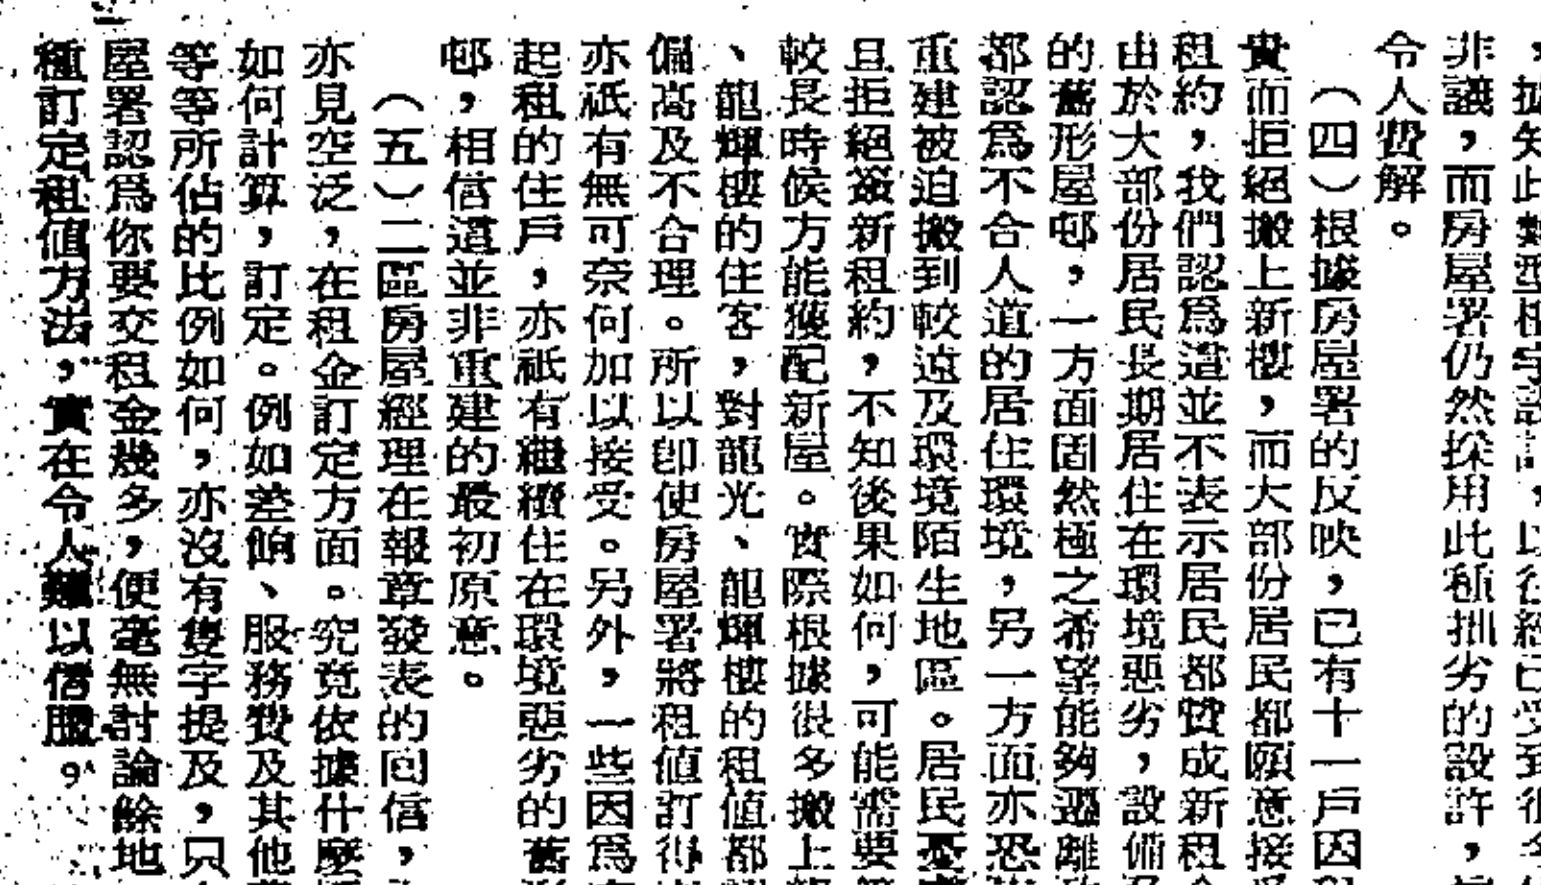 ，據知此類型樓宇設計，以往經已受到很多
非議，而房屋署仍然採用此種拙劣的設計，
令人費解。
（四）根據房屋署的反映，已有十一戶因
貴而拒絕搬上新樓，而大部份居民都願意接
租約，我們認爲這並不表示居民都贊成新租
由於大部份居民長期居住在環境惡劣，設備
的舊形屋邨，一方面固然極之希望能夠遷離
都認爲不合人道的居住環境，另一方面亦恐
重建被迫搬到較遠及環境陌生地區。居民憂
且拒絕簽新租約，不知後果如何，可能需要
較長時候方能獲配新屋。實際根據很多搬上
、龍輝樓的住客，對龍光、龍輝樓的租值都
偏高及不合理。所以卽使房屋署將租值訂得
亦祇有無可奈何加以接受。另外，一些因爲
起租的住戶，亦祇有繼續住在環境惡劣的舊
邨，相信這並非重建的最初原意。
（五）二區房屋經理在報章發表的回信，
亦見空泛，在租金訂定方面。究竟依據什麼
如何計算，訂定。例如差餉、服務費及其他
等等所佔的比例如何，亦沒有隻字提及，只
屋署認爲你要交租金幾多，便毫無討論餘地
種訂定租值方法，實在令人難以信服。